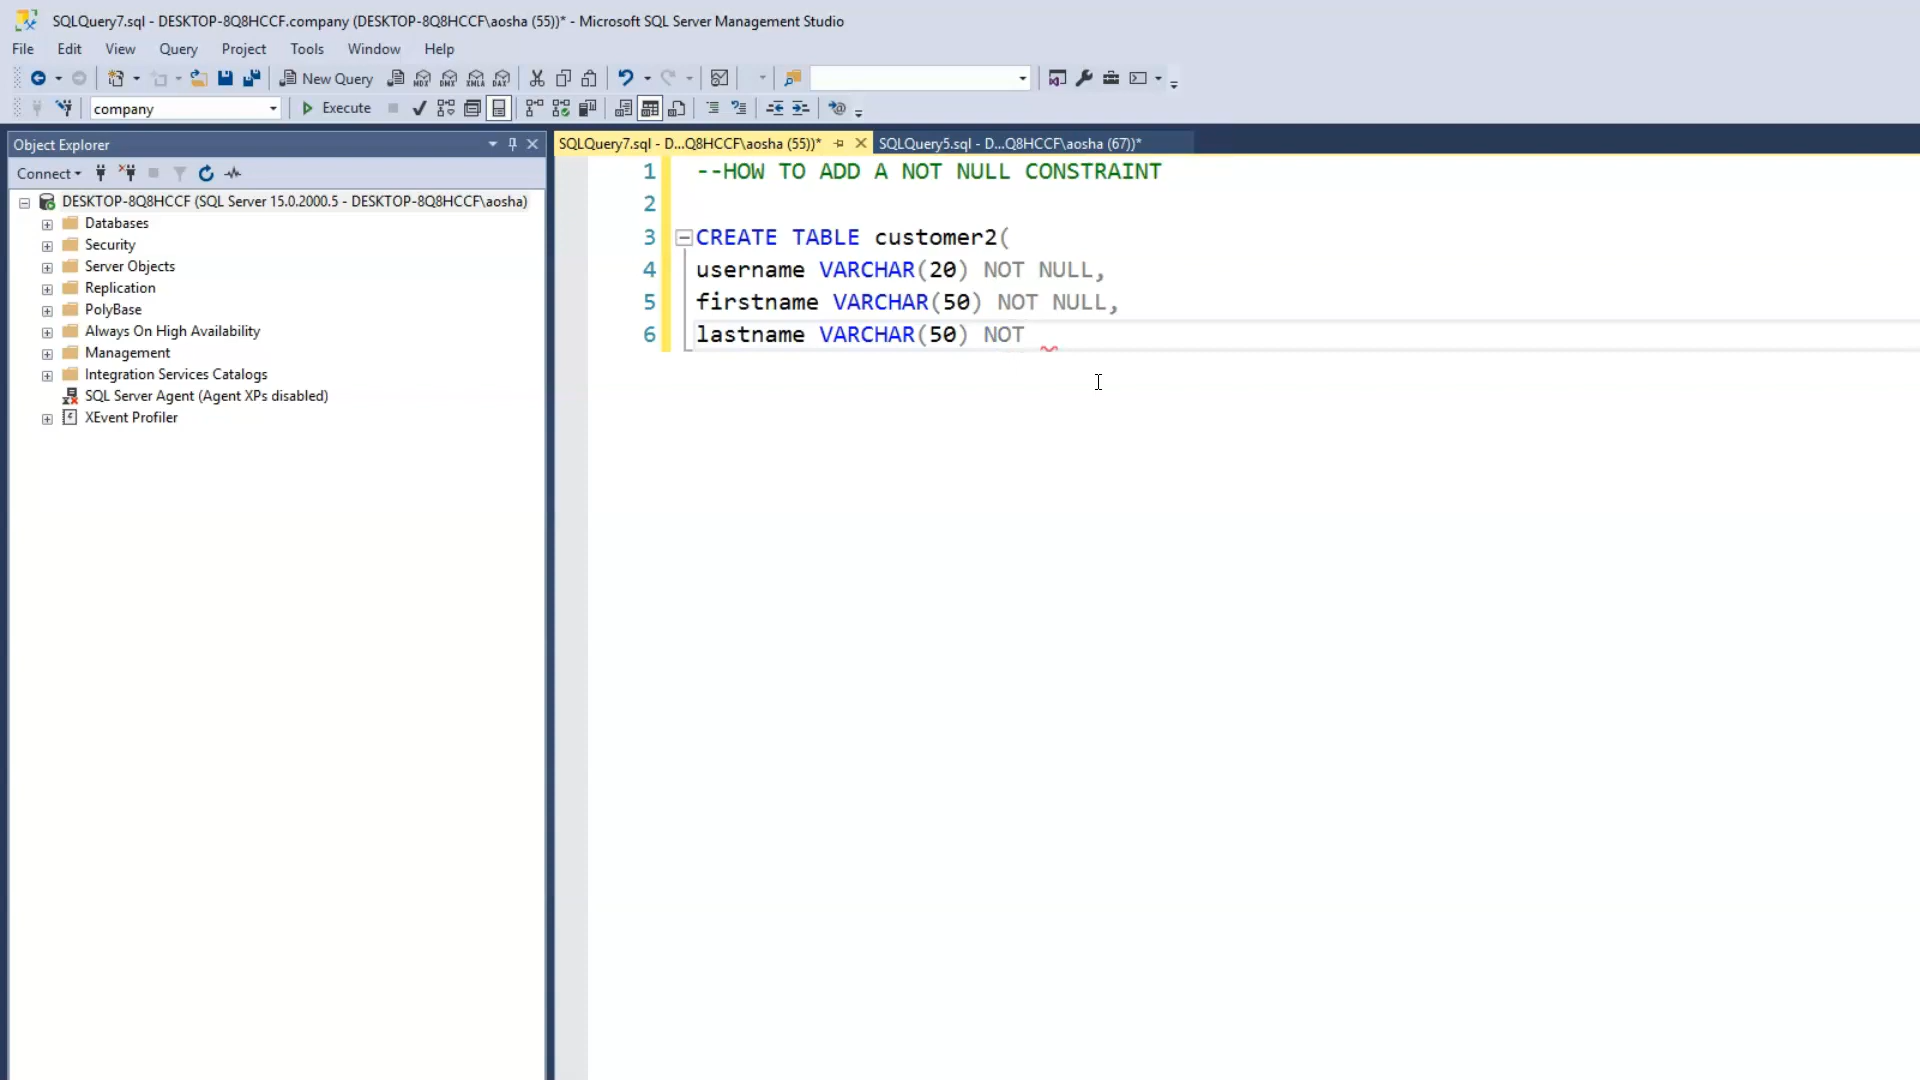 SQLQuery7.sql - DESKTOP-8Q8HCCF.company (DESKTOP-8Q8HCCF\aosha (55))* - Microsoft SQL Server Management Studio
File Edit View Query Project Tools Window Help
New Query MDX DMX XMLA DAX
company Execute
Object Explorer
SQLQuery7.sql - D...Q8HCCF\aosha (55))* SQLQuery5.sql - D...Q8HCCF\aosha (67))*
Connect
DESKTOP-8Q8HCCF (SQL Server 15.0.2000.5 - DESKTOP-8Q8HCCF\aosha)
Databases
Security
Server Objects
Replication
PolyBase
Always On High Availability
Management
Integration Services Catalogs
SQL Server Agent (Agent XPs disabled)
XEvent Profiler
1 --HOW TO ADD A NOT NULL CONSTRAINT
2
3 CREATE TABLE customer2(
4 username VARCHAR(20) NOT NULL,
5 firstname VARCHAR(50) NOT NULL,
6 lastname VARCHAR(50) NOT